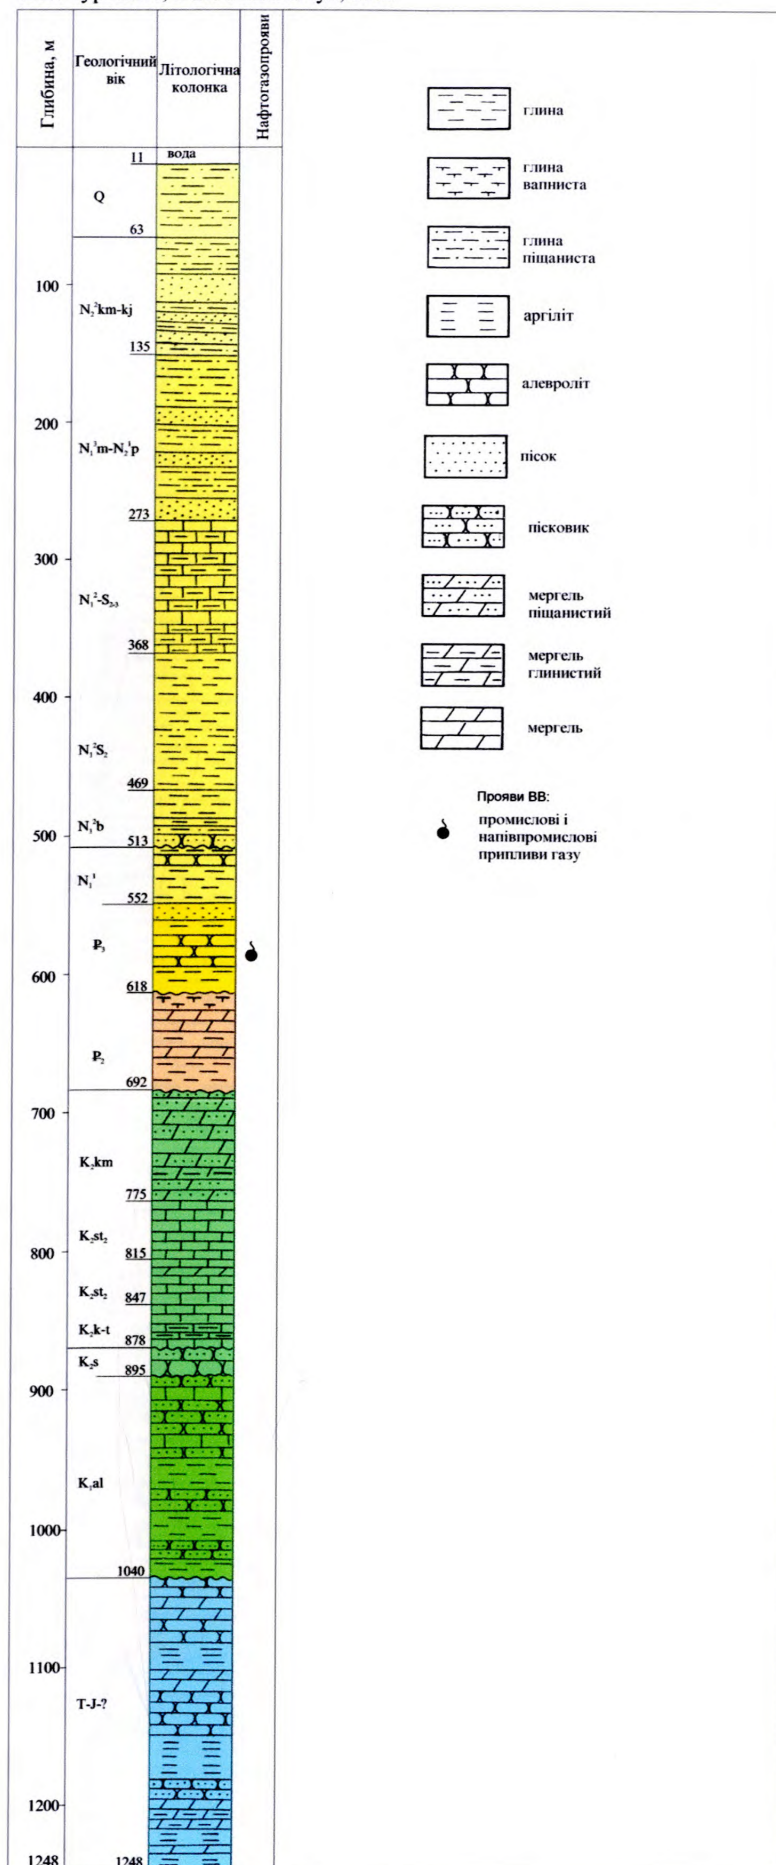 Глибина, м
Геологічний
вік
Літологічна
колонка
Нафтогазопрояви
11
вода
Q
63
100
N₂²km-kj
135
200
N₁³m-N₂¹p
273
300
N₁²-S₂₋₃
368
400
N₁²S₂
469
N₁²b
500
513
N₁¹
552
₽₃
600
618
₽₂
692
700
K₂km
775
K₂st₂
800
815
K₂st₂
847
K₂k-t
878
K₂s
895
900
K₁al
1000
1040
1100
T-J-?
1200
1248
1248
глина
глина
вапниста
глина
піщаниста
аргіліт
алевроліт
пісок
пісковик
мергель
піщанистий
мергель
глинистий
мергель
Прояви ВВ:
промислові і
напівпромислові
припливи газу